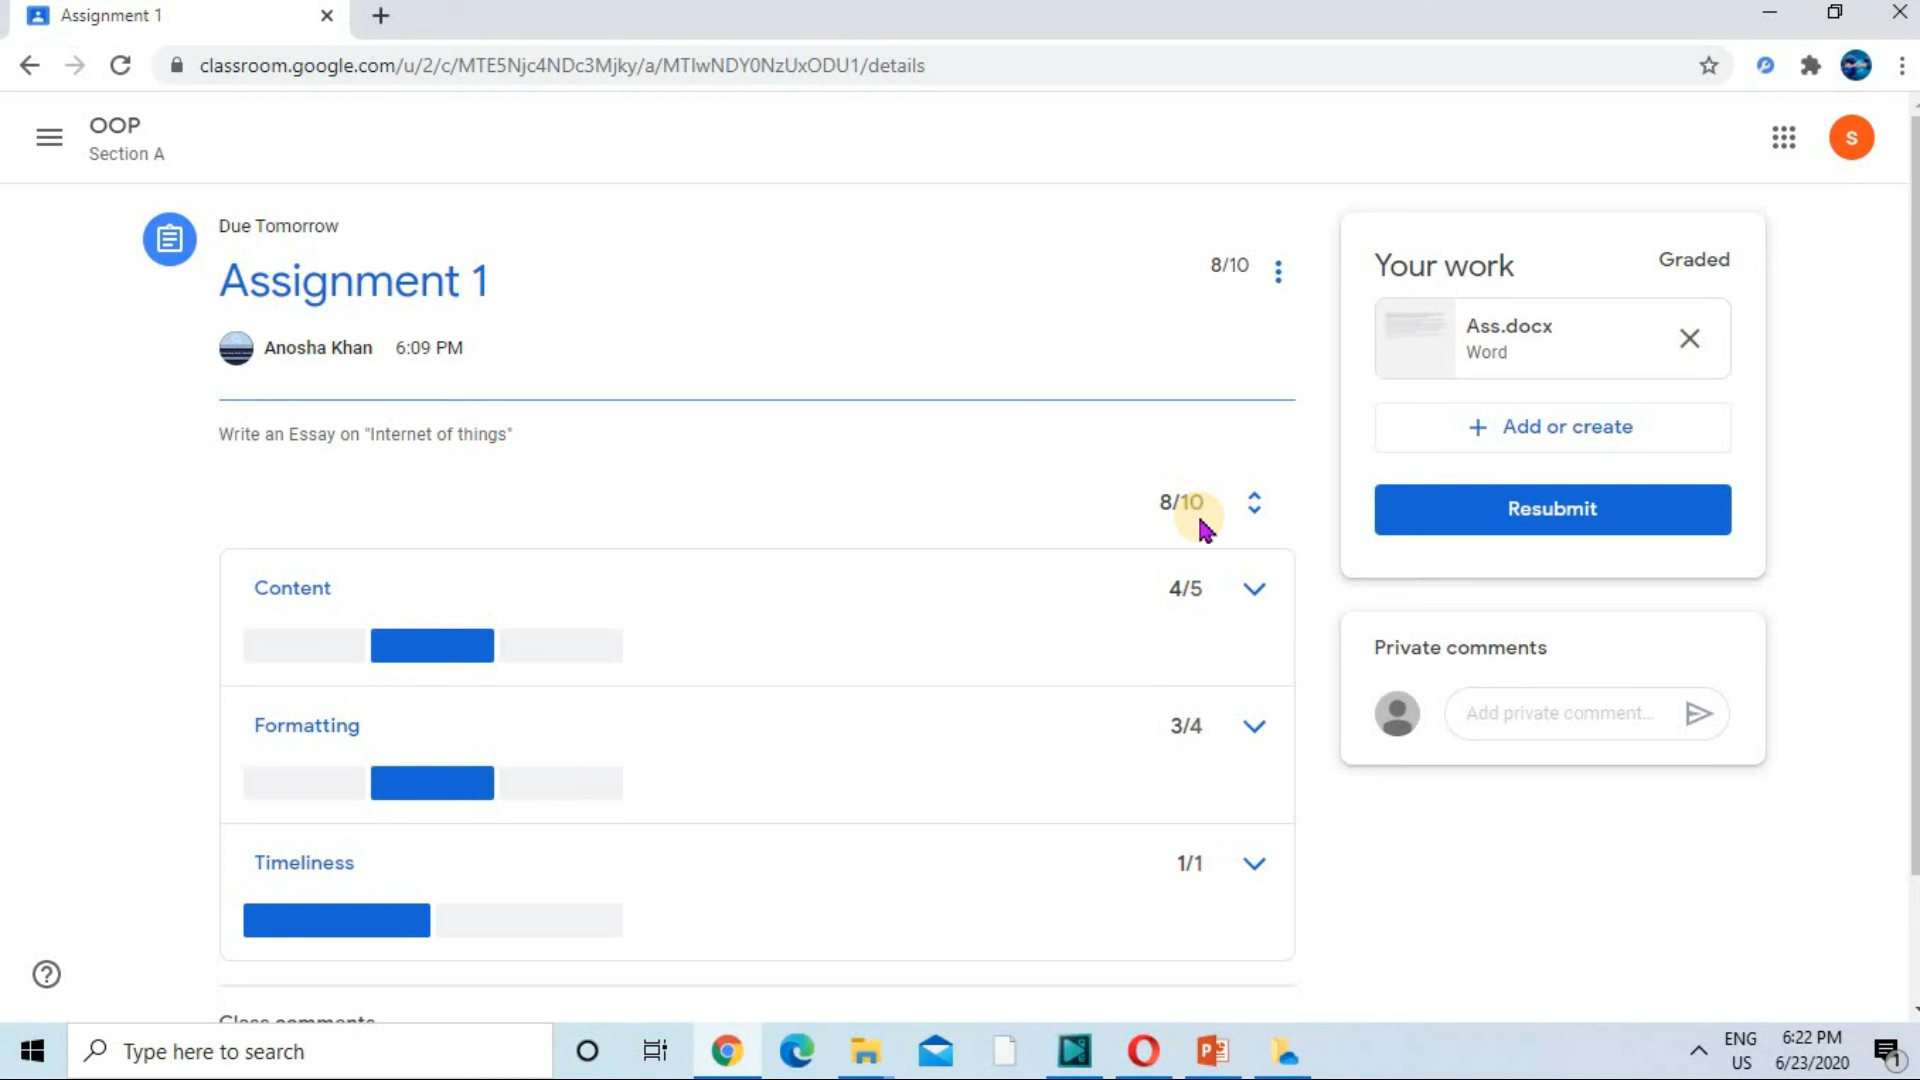 Assignment 1
classroom.google.com/u/2/c/MTE5Njc4NDc3Mjky/a/MTIwNDY0NzUxODU1/details
OOP
Section A
S
Due Tomorrow
Assignment 1
8/10
Anosha Khan 6:09 PM
Write an Essay on "Internet of things"
8/10
Content 4/5
Formatting 3/4
Timeliness 1/1
Class comments
Your work Graded
Ass.docx
Word
+ Add or create
Resubmit
Private comments
Add private comment...
Type here to search
ENG
US
6:22 PM
6/23/2020
1